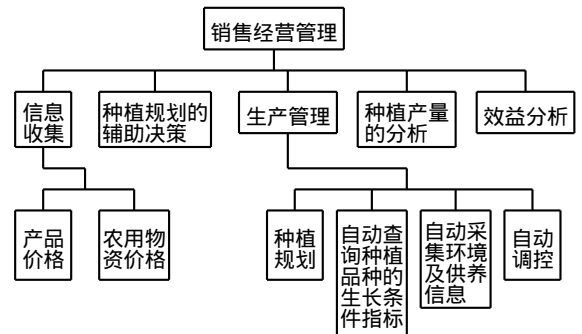 销售经营管理
信息
收集
种植规划的
辅助决策
生产管理
种植产量
的分析
效益分析
产品
价格
农用物
资价格
种植
规划
自动查
询种植
品种的
生长条
件指标
自动采
集环境
及供养
信息
自动
调控